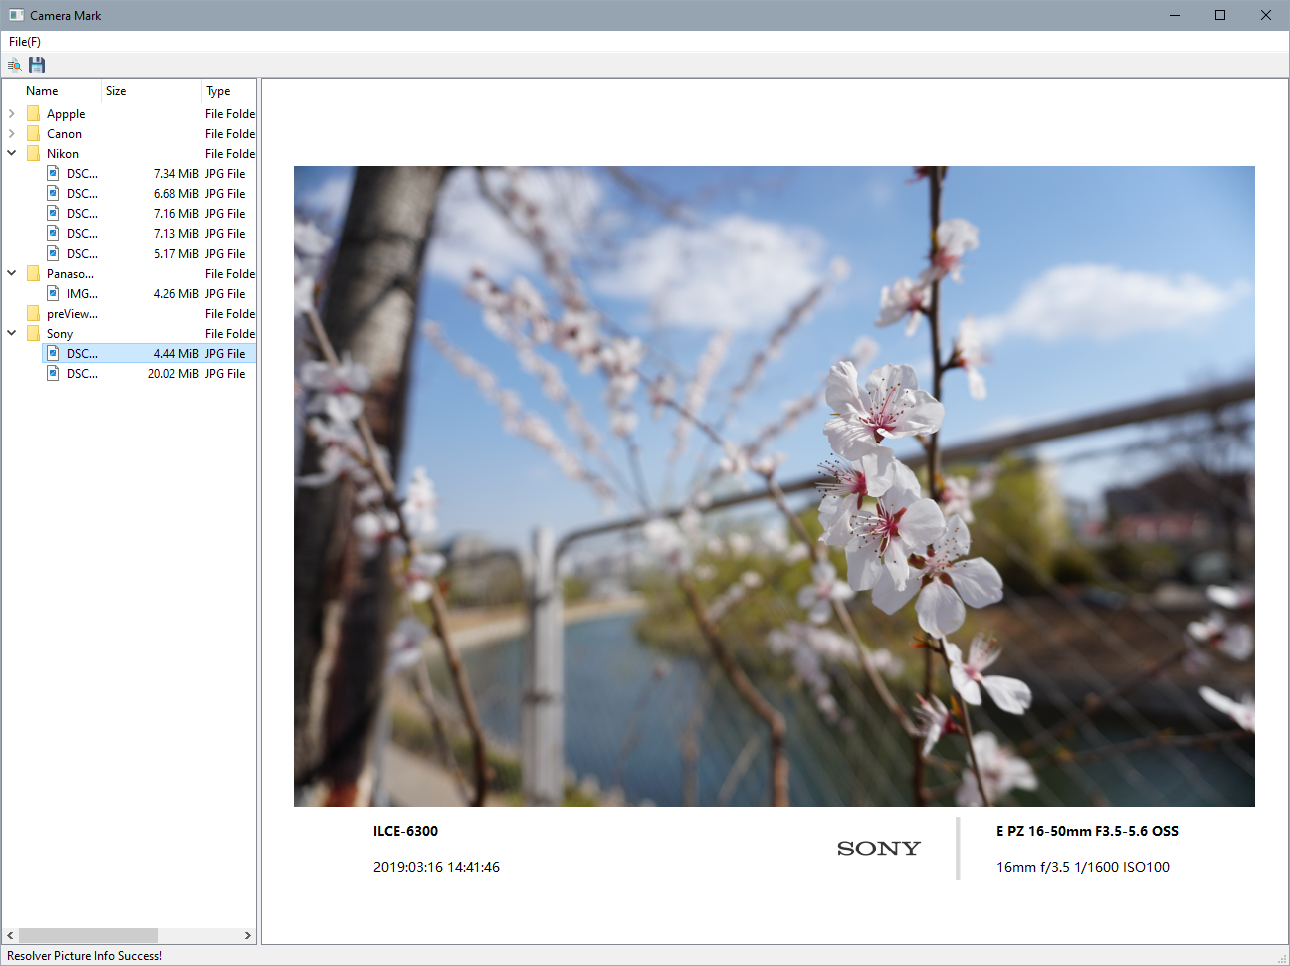 Camera Mark
File(F)
Name Size Type
Appple File Folde
Canon File Folde
Nikon File Folde
DSC... 7.34 MiB JPG File
DSC... 6.68 MiB JPG File
DSC... 7.16 MiB JPG File
DSC... 7.13 MiB JPG File
DSC... 5.17 MiB JPG File
Panaso... File Folde
IMG... 4.26 MiB JPG File
preView... File Folde
Sony File Folde
DSC... 4.44 MiB JPG File
DSC... 20.02 MiB JPG File
ILCE-6300
2019:03:16 14:41:46
SONY
E PZ 16-50mm F3.5-5.6 OSS
16mm f/3.5 1/1600 ISO100
Resolver Picture Info Success!